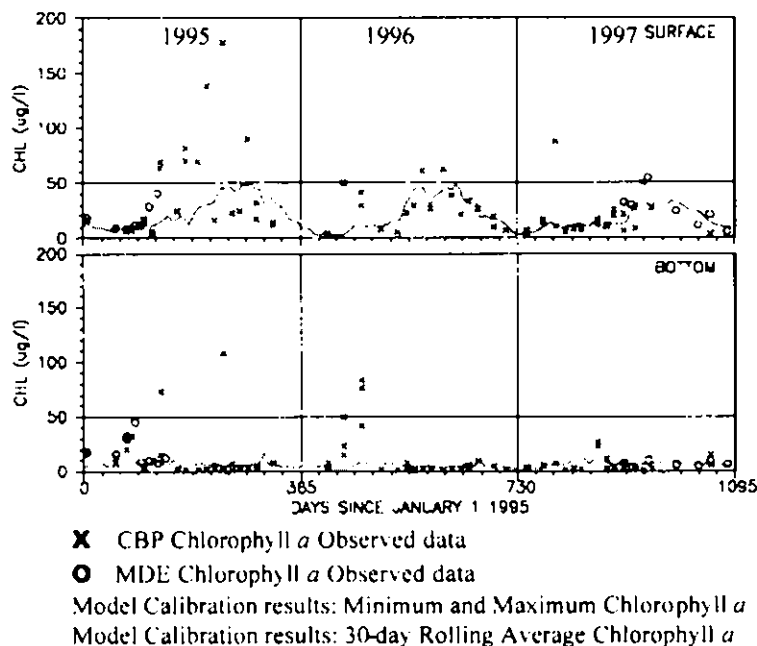 1995 1996 1997 SURFACE
200
150
100
50
0
CHL (ug/l)
BOTTOM
200
150
100
50
0
CHL (ug/l)
0 365 730 1095
DAYS SINCE JANUARY 1 1995
X CBP Chlorophyll a Observed data
O MDE Chlorophyll a Observed data
Model Calibration results: Minimum and Maximum Chlorophyll a
Model Calibration results: 30-day Rolling Average Chlorophyll a